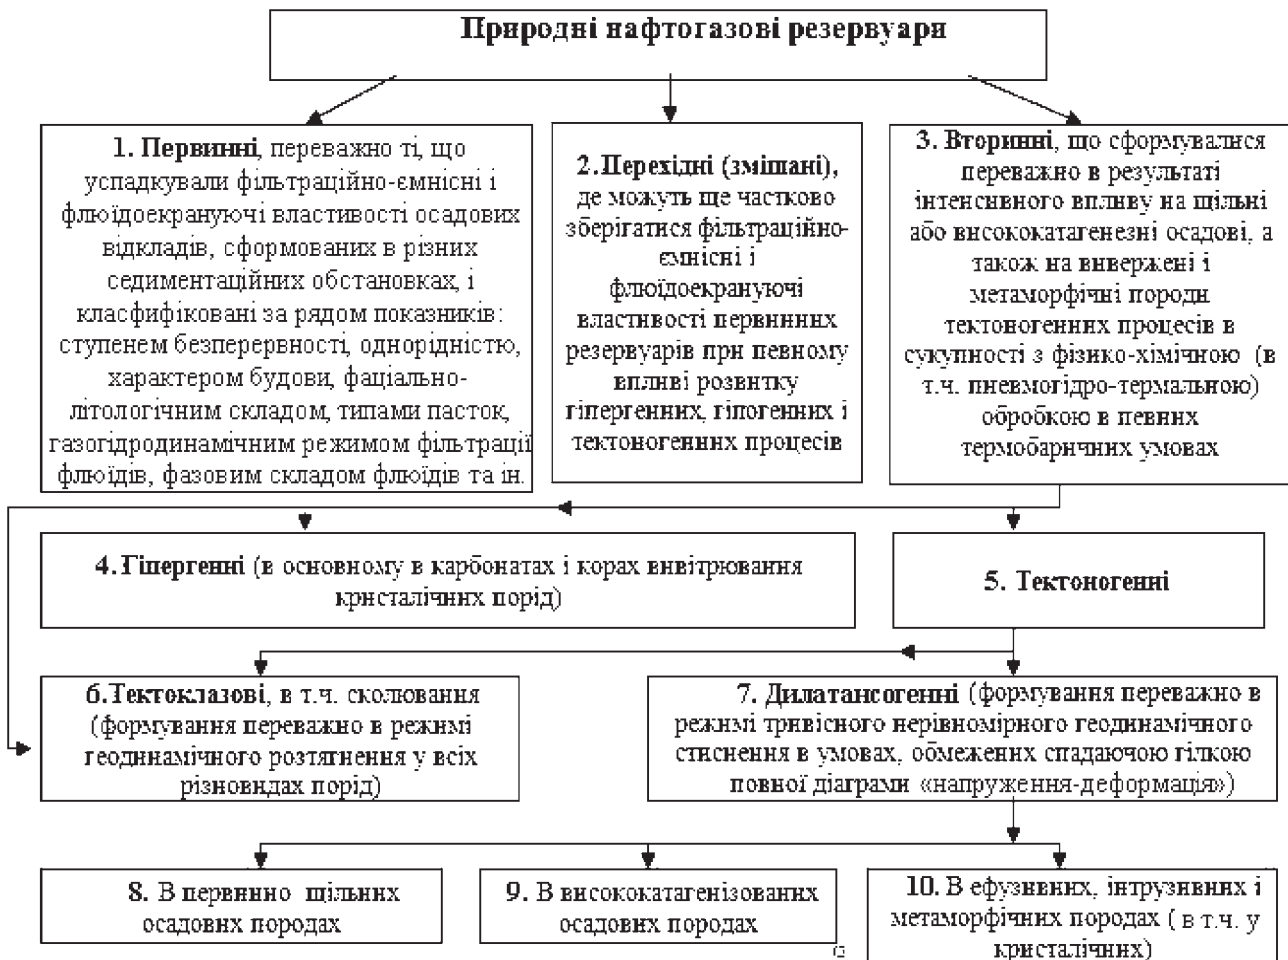 Природні нафтогазові резервуари
1. Первинні, переважно ті, що
успадкували фільтраційно-ємнісні і
флюїдоекрануючі властивості осадових
відкладів, сформованих в різних
седиментаційних обстановках, і
класфифіковані за рядом показників:
ступенем безперервності, однорідністю,
характером будови, фаціально-
літологічним складом, типами пасток,
газогідродинамічним режимом фільтрації
флюїдів, фазовим складом флюїдів та ін.
2. Перехідні (змішані),
де можуть ще частково
зберігатися фільтраційно-
ємнісні і
флюїдоекрануючі
властивості первинних
резервуарів при певному
впливі розвитку
гіпергенних, гіпогенних і
тектоногенних процесів
3. Вторинні, що сформувалися
переважно в результаті
інтенсивного впливу на щільні
або висококатагенезні осадові, а
також на вивержені і
метаморфічні породи
тектоногенних процесів в
сукупності з фізико-хімічною (в
т.ч. пневмогідро-термальною)
обробкою в певних
термобаричних умовах
4. Гіпергенні (в основному в карбонатах і корах вивітрювання
кристалічних порід)
5. Тектоногенні
6.Тектоклазові, в т.ч. сколювання
(формування переважно в режимі
геодинамічного розтягнення у всіх
різновидах порід)
7. Дилатансогенні (формування переважно в
режимі тривісного нерівномірного геодинамічного
стиснення в умовах, обмежених спадаючою гілкою
повної діаграми «напруження-деформація»)
8. В первинно щільних
осадових породах
9. В висококатагенізованих
осадових породах
10. В ефузивних, інтрузивних і
метаморфічних породах ( в т.ч. у
кристалічних)